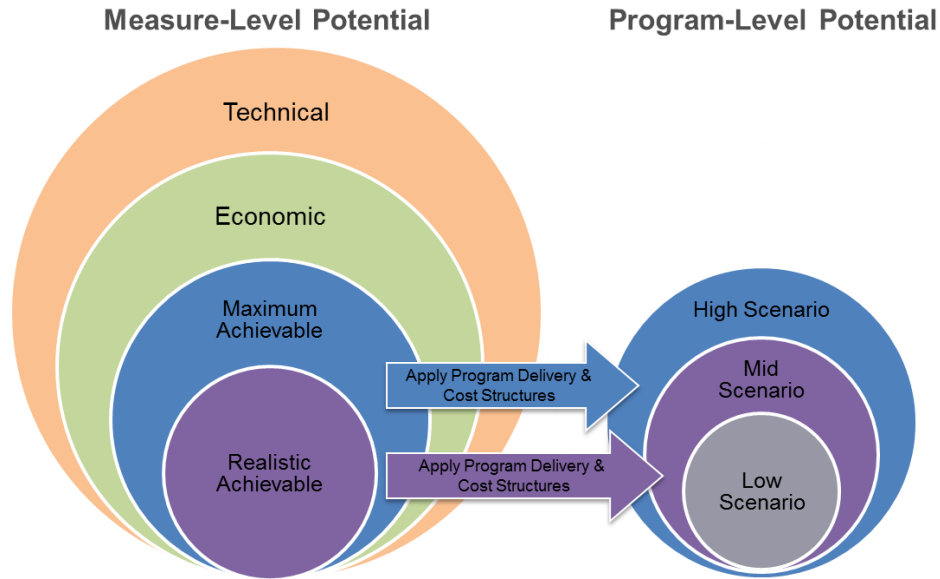 Measure-Level Potential
Program-Level Potential
Technical
Economic
Maximum
Achievable
Realistic
Achievable
Apply Program Delivery &
Cost Structures
Apply Program Delivery &
Cost Structures
High Scenario
Mid
Scenario
Low
Scenario